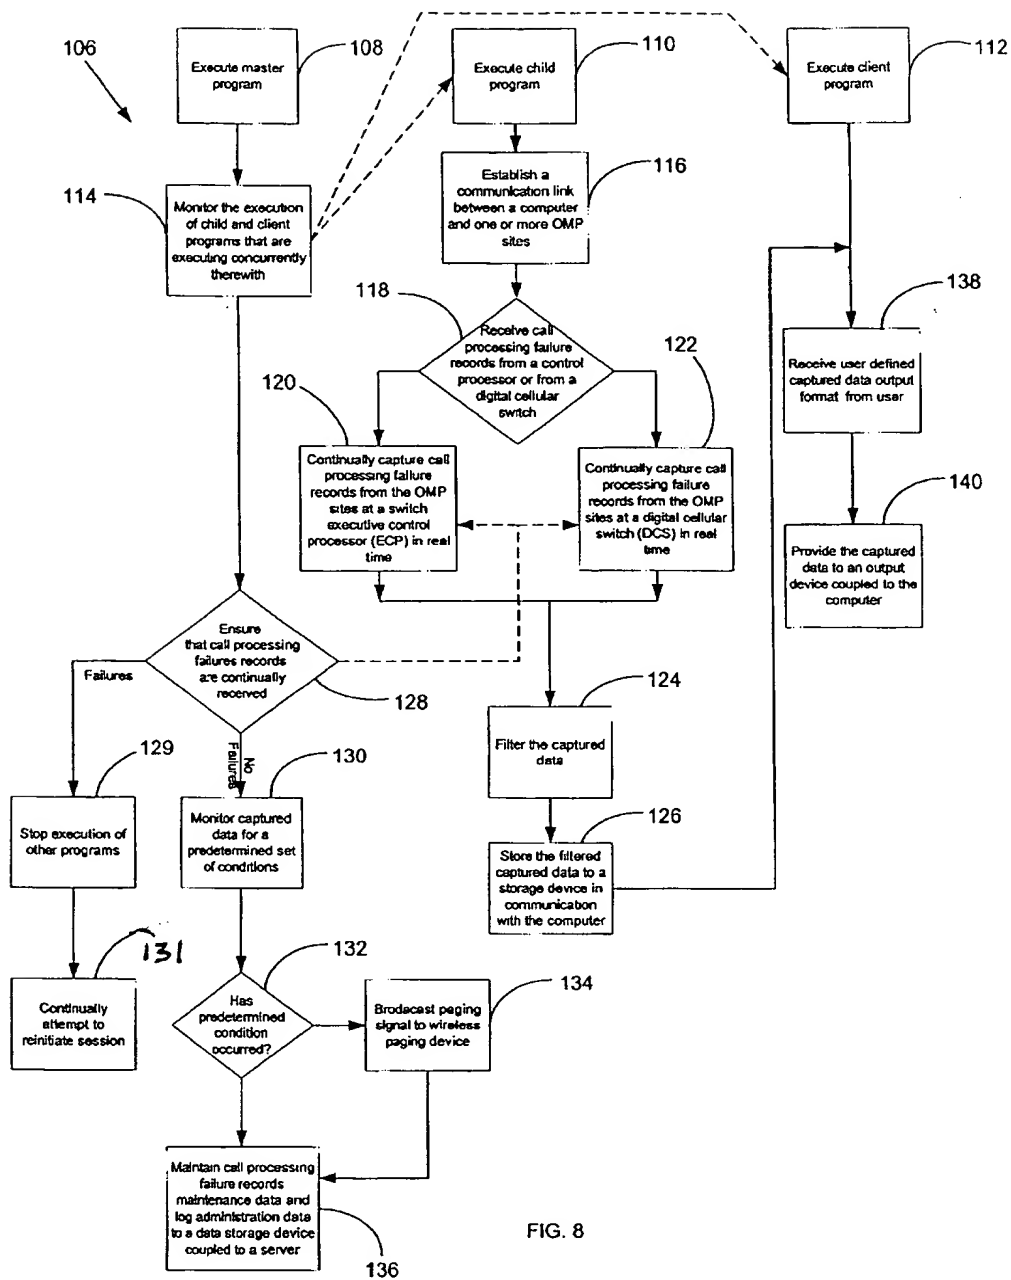 106
Execute master
program
108
Execute child
program
110
Execute client
program
112
114
Monitor the execution
of child and client
programs that are
executing concurrently
therewith
Establish a
communication link
between a computer
and one or more OMP
sites
116
118
Receive call
processing failure
records from a control
processor or from a
digital cellular
switch
120
Continually capture call
processing failure
records from the OMP
sites at a switch
executive control
processor (ECP) in real
time
122
Continually capture call
processing failure
records from the OMP
sites at a digital cellular
switch (DCS) in real
time
138
Receive user defined
captured data output
format from user
140
Provide the captured
data to an output
device coupled to the
computer
Ensure
that call processing
failures records
are continually
received
128
Failures
No
Failures
124
Filter the captured
data
126
Store the filtered
captured data to a
storage device in
communication
with the computer
129
Stop execution of
other programs
130
Monitor captured
data for a
predetermined set
of conditions
131
Continually
attempt to
reinitiate session
132
Has
predetermined
condition
occurred?
134
Brodacast paging
signal to wireless
paging device
Maintain call processing
failure records
maintenance data and
log administration data
to a data storage device
coupled to a server
136
FIG. 8